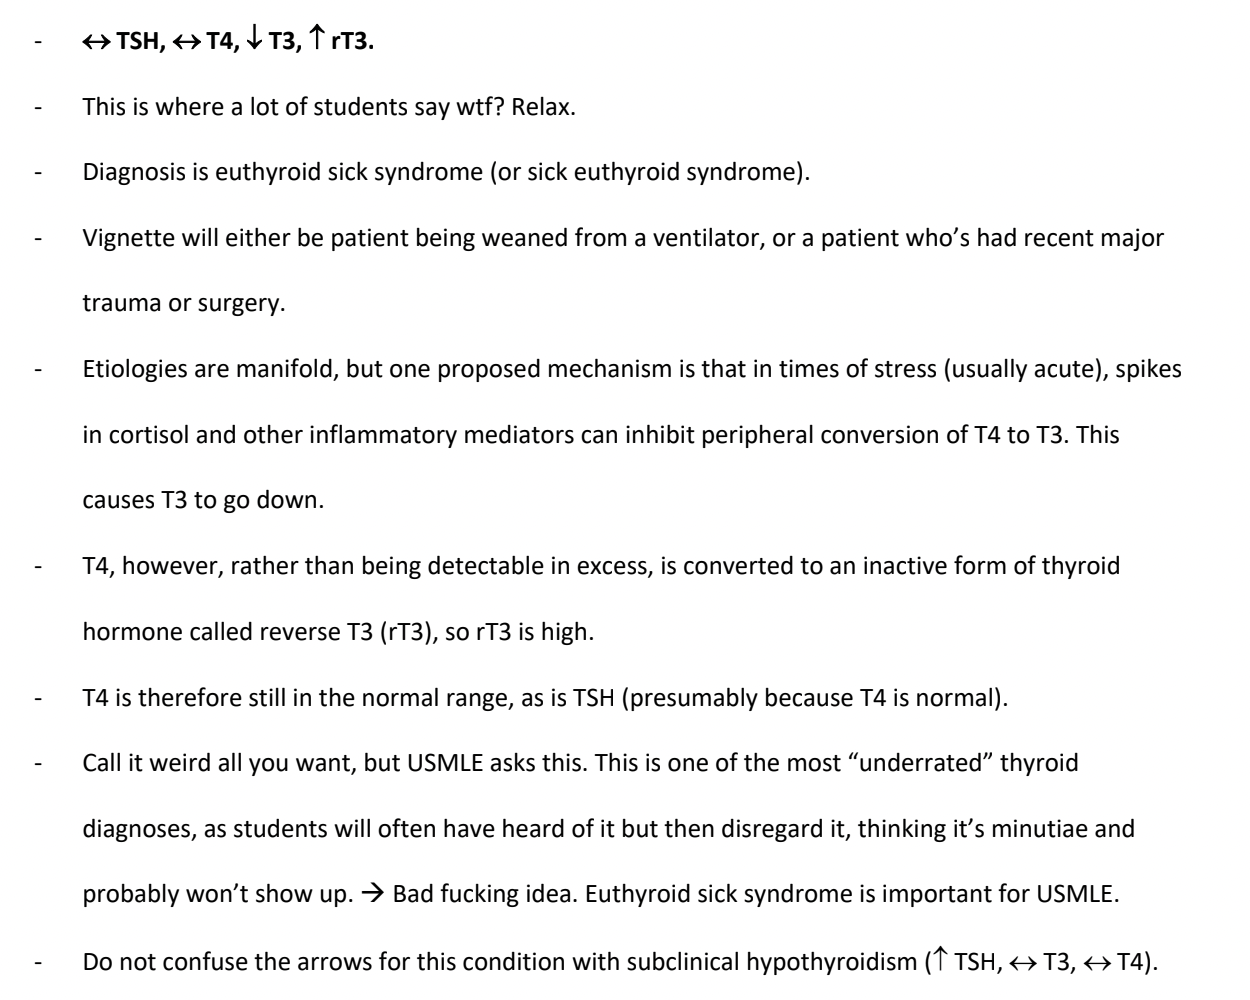 - ↔ TSH, ↔ T4, ↓ T3, ↑ rT3.
- This is where a lot of students say wtf? Relax.
- Diagnosis is euthyroid sick syndrome (or sick euthyroid syndrome).
- Vignette will either be patient being weaned from a ventilator, or a patient who’s had recent major
trauma or surgery.
- Etiologies are manifold, but one proposed mechanism is that in times of stress (usually acute), spikes
in cortisol and other inflammatory mediators can inhibit peripheral conversion of T4 to T3. This
causes T3 to go down.
- T4, however, rather than being detectable in excess, is converted to an inactive form of thyroid
hormone called reverse T3 (rT3), so rT3 is high.
- T4 is therefore still in the normal range, as is TSH (presumably because T4 is normal).
- Call it weird all you want, but USMLE asks this. This is one of the most “underrated” thyroid
diagnoses, as students will often have heard of it but then disregard it, thinking it’s minutiae and
probably won’t show up. → Bad fucking idea. Euthyroid sick syndrome is important for USMLE.
- Do not confuse the arrows for this condition with subclinical hypothyroidism (↑ TSH, ↔ T3, ↔ T4).